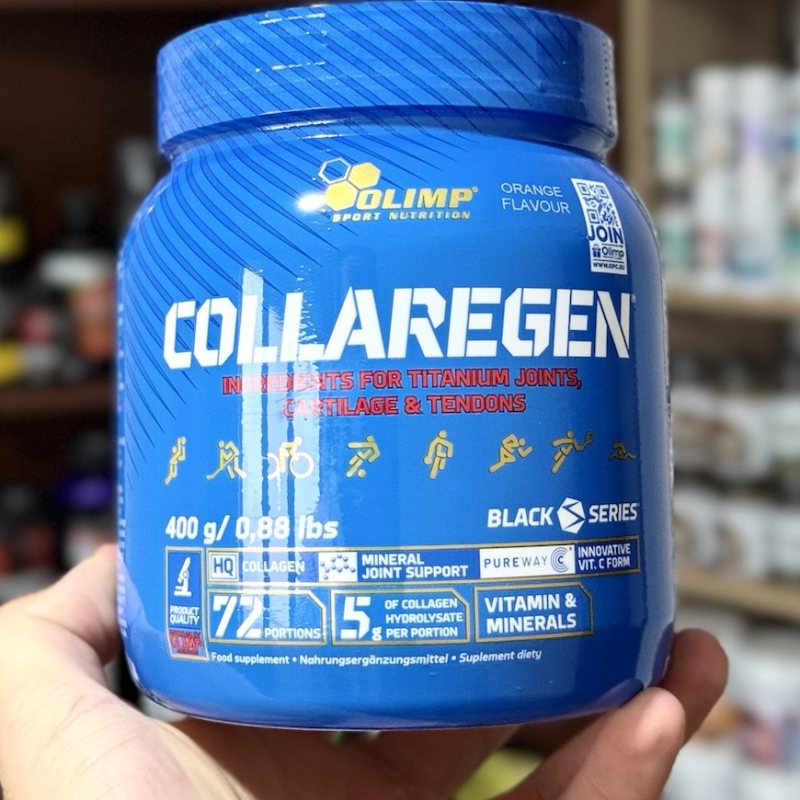 OLIMP®
SPORT NUTRITION
ORANGE
FLAVOUR
JOIN
Olimp
COLLAREGEN
INGREDIENTS FOR TITANIUM JOINTS,
CARTILAGE & TENDONS
400 g/ 0,88 lbs
BLACK SERIES
HQ COLLAGEN
MINERAL
JOINT SUPPORT
PUREWAY C
INNOVATIVE
VIT. C FORM
PRODUCT
QUALITY
72 PORTIONS
5g OF COLLAGEN
HYDROLYSATE
PER PORTION
VITAMIN &
MINERALS
Food supplement • Nahrungsergänzungsmittel • Suplement diety